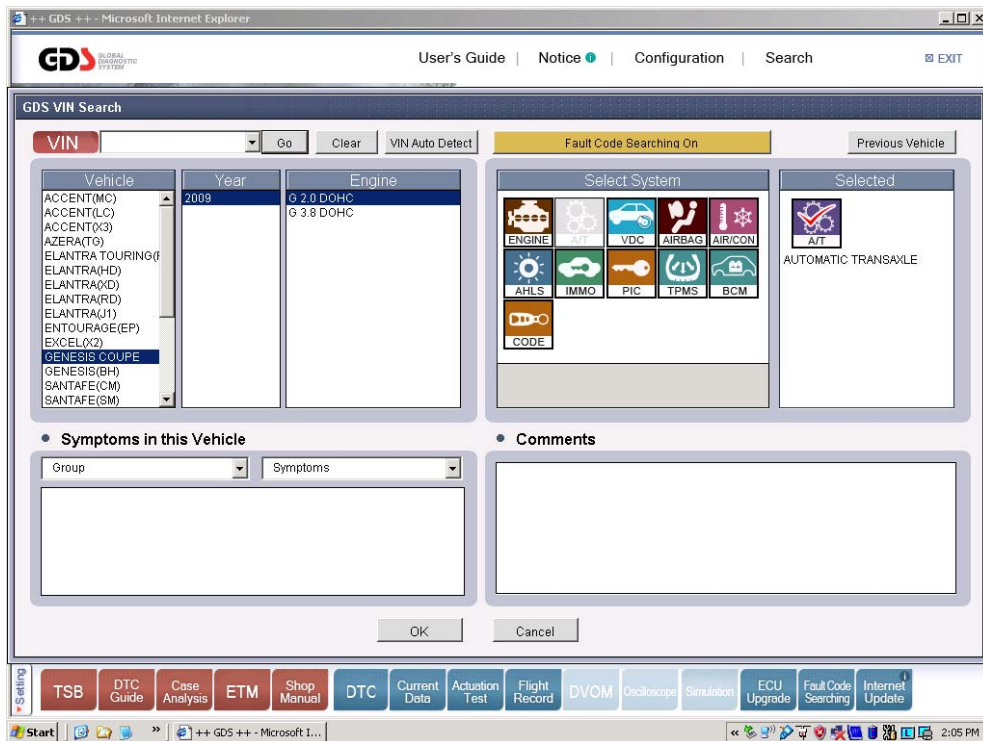 ++ GDS ++ - Microsoft Internet Explorer
GDS GLOBAL DIAGNOSTIC SYSTEM
User's Guide | Notice | Configuration | Search
EXIT
GDS VIN Search
VIN Go Clear VIN Auto Detect Fault Code Searching On Previous Vehicle
Vehicle
ACCENT(MC)
ACCENT(LC)
ACCENT(X3)
AZERA(TG)
ELANTRA TOURING(F
ELANTRA(HD)
ELANTRA(XD)
ELANTRA(RD)
ELANTRA(J1)
ENTOURAGE(EP)
EXCEL(X2)
GENESIS COUPE
GENESIS(BH)
SANTAFE(CM)
SANTAFE(SM)
Year
2009
Engine
G 2.0 DOHC
G 3.8 DOHC
Select System
ENGINE A/T VDC AIRBAG AIR/CON
AHLS IMMO PIC TPMS BCM
CODE
Selected
A/T
AUTOMATIC TRANSAXLE
Symptoms in this Vehicle
Group Symptoms
Comments
OK Cancel
Setting
TSB
DTC Guide
Case Analysis
ETM
Shop Manual
DTC
Current Data
Actuation Test
Flight Record
DVOM
Oscilloscope
Simulation
ECU Upgrade
Fault Code Searching
Internet Update
Start
++ GDS ++ - Microsoft I...
2:05 PM